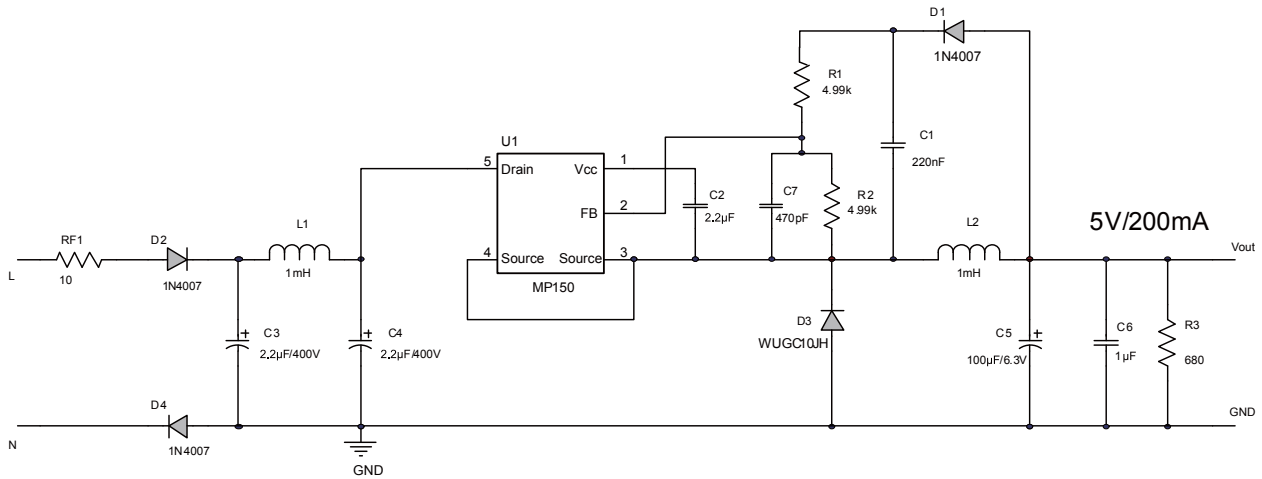 D1
1N4007
R1
4.99k
C1
220nF
U1
5
Drain
Vcc
1
FB
2
4
Source
Source
3
MP150
C2
2.2µF
C7
470pF
R2
4.99k
L2
1mH
5V/200mA
Vout
L
RF1
10
D2
1N4007
L1
1mH
C3
2.2µF/400V
C4
2.2µF/400V
D3
WUGC10JH
C5
100µF/6.3V
C6
1µF
R3
680
N
D4
1N4007
GND
GND